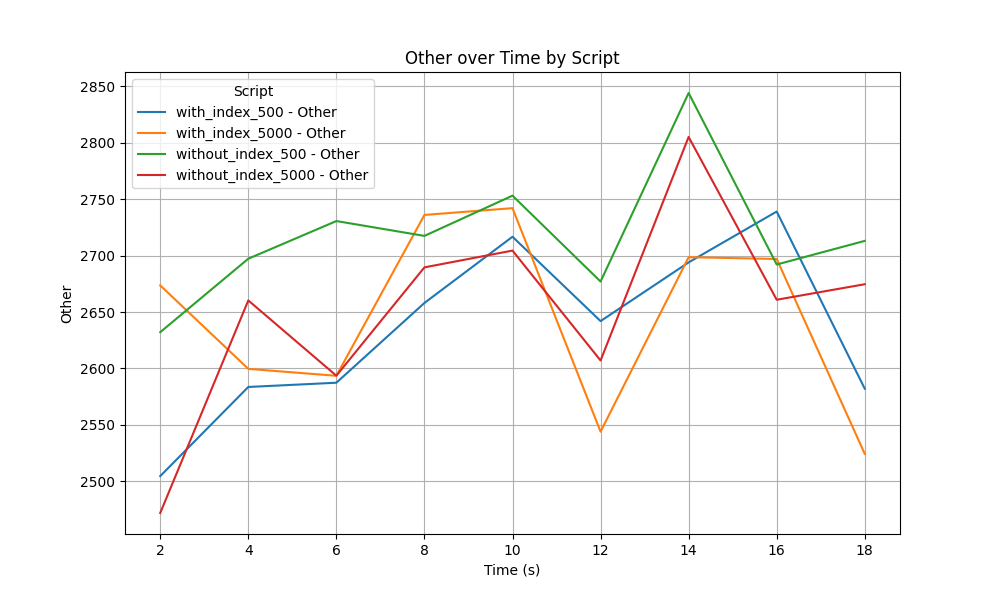 Other over Time by Script
Script
with_index_500 - Other
with_index_5000 - Other
without_index_500 - Other
without_index_5000 - Other
Other
2850
2800
2750
2700
2650
2600
2550
2500
2 4 6 8 10 12 14 16 18
Time (s)